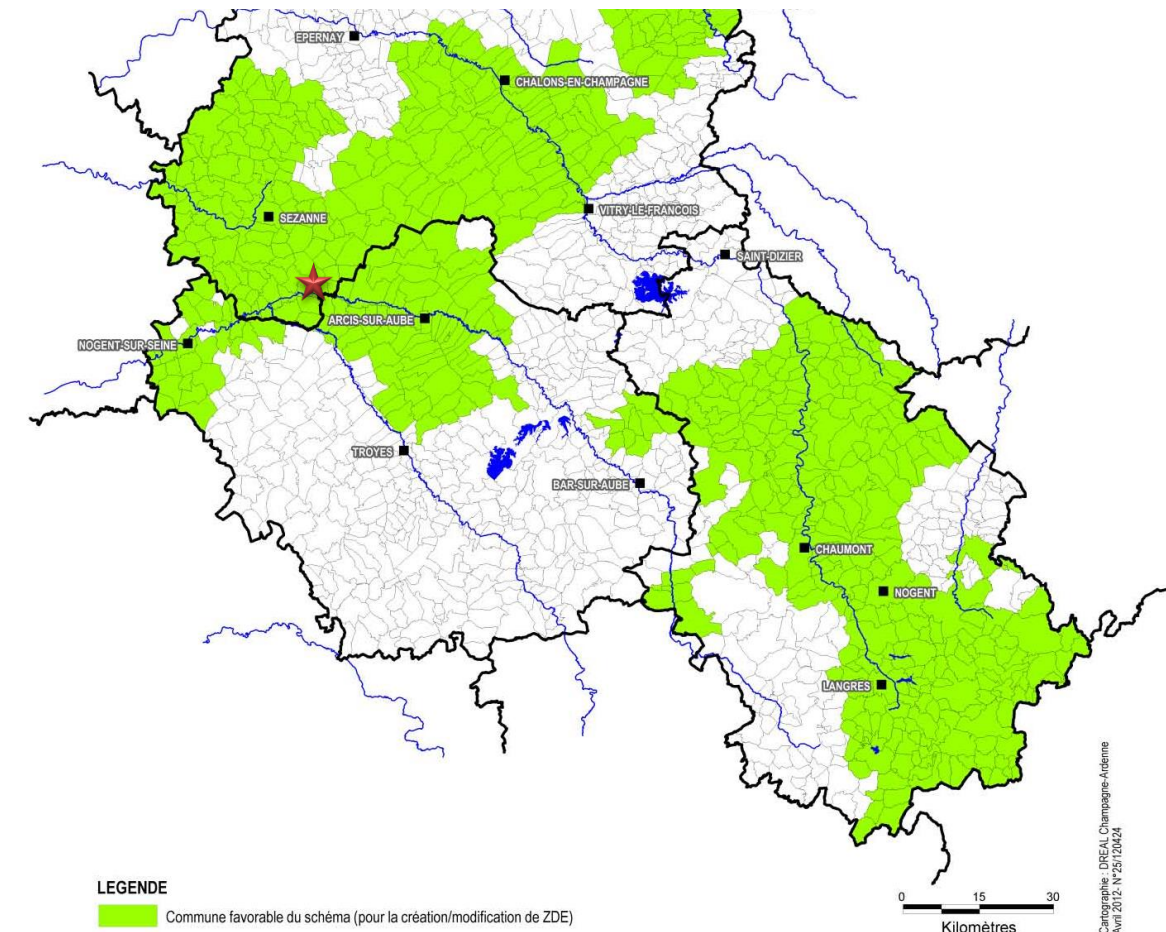 EPERNAY
CHALONS-EN-CHAMPAGNE
SEZANNE
VITRY-LE-FRANCOIS
SAINT-DIZIER
ARCIS-SUR-AUBE
NOGENT-SUR-SEINE
TROYES
BAR-SUR-AUBE
CHAUMONT
NOGENT
LANGRES
LEGENDE
Commune favorable du schéma (pour la création/modification de ZDE)
0 15 30
Kilomètres
Cartographie : DREAL Champagne-Ardenne
Avril 2012- N°25/120424